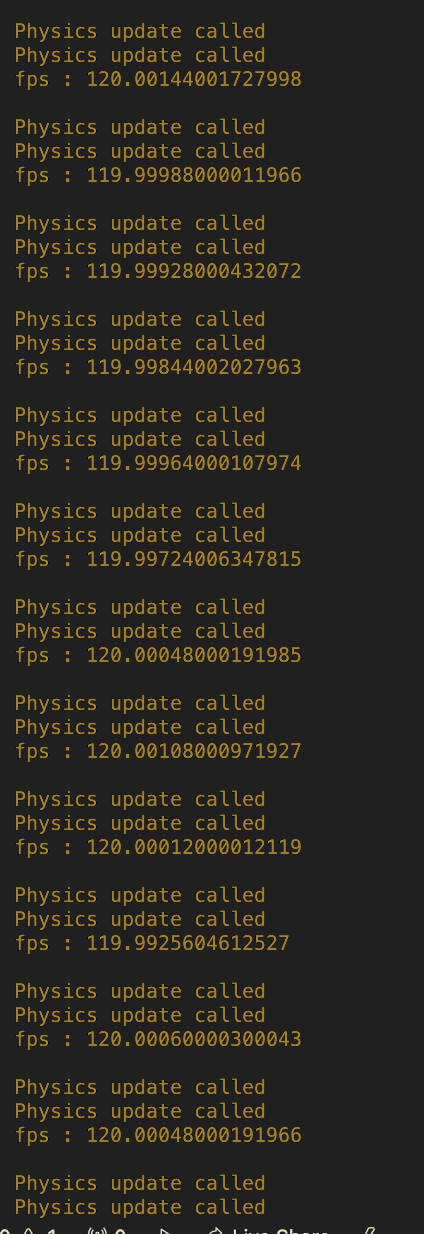 Physics update called
Physics update called
fps : 120.00144001727998
Physics update called
Physics update called
fps : 119.99988000011966
Physics update called
Physics update called
fps : 119.99928000432072
Physics update called
Physics update called
fps : 119.99844002027963
Physics update called
Physics update called
fps : 119.99964000107974
Physics update called
Physics update called
fps : 119.99724006347815
Physics update called
Physics update called
fps : 120.00048000191985
Physics update called
Physics update called
fps : 120.00108000971927
Physics update called
Physics update called
fps : 120.00012000012119
Physics update called
Physics update called
fps : 119.9925604612527
Physics update called
Physics update called
fps : 120.00060000300043
Physics update called
Physics update called
fps : 120.00048000191966
Physics update called
Physics update called
Live Share